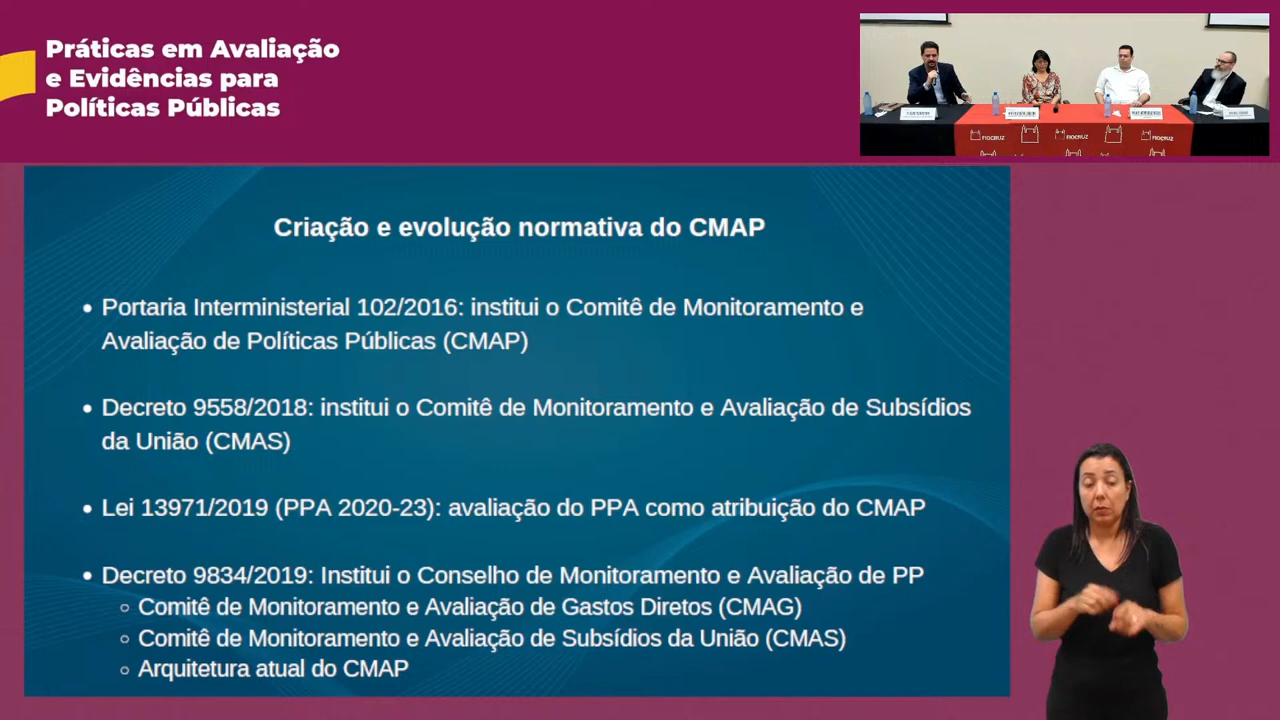 Práticas em Avaliação
e Evidências para
Políticas Públicas
FIOCRUZ
FIOCRUZ
FIOCRUZ
Criação e evolução normativa do CMAP
• Portaria Interministerial 102/2016: institui o Comitê de Monitoramento e
Avaliação de Políticas Públicas (CMAP)
• Decreto 9558/2018: institui o Comitê de Monitoramento e Avaliação de Subsídios
da União (CMAS)
• Lei 13971/2019 (PPA 2020-23): avaliação do PPA como atribuição do CMAP
• Decreto 9834/2019: Institui o Conselho de Monitoramento e Avaliação de PP
○ Comitê de Monitoramento e Avaliação de Gastos Diretos (CMAG)
○ Comitê de Monitoramento e Avaliação de Subsídios da União (CMAS)
○ Arquitetura atual do CMAP